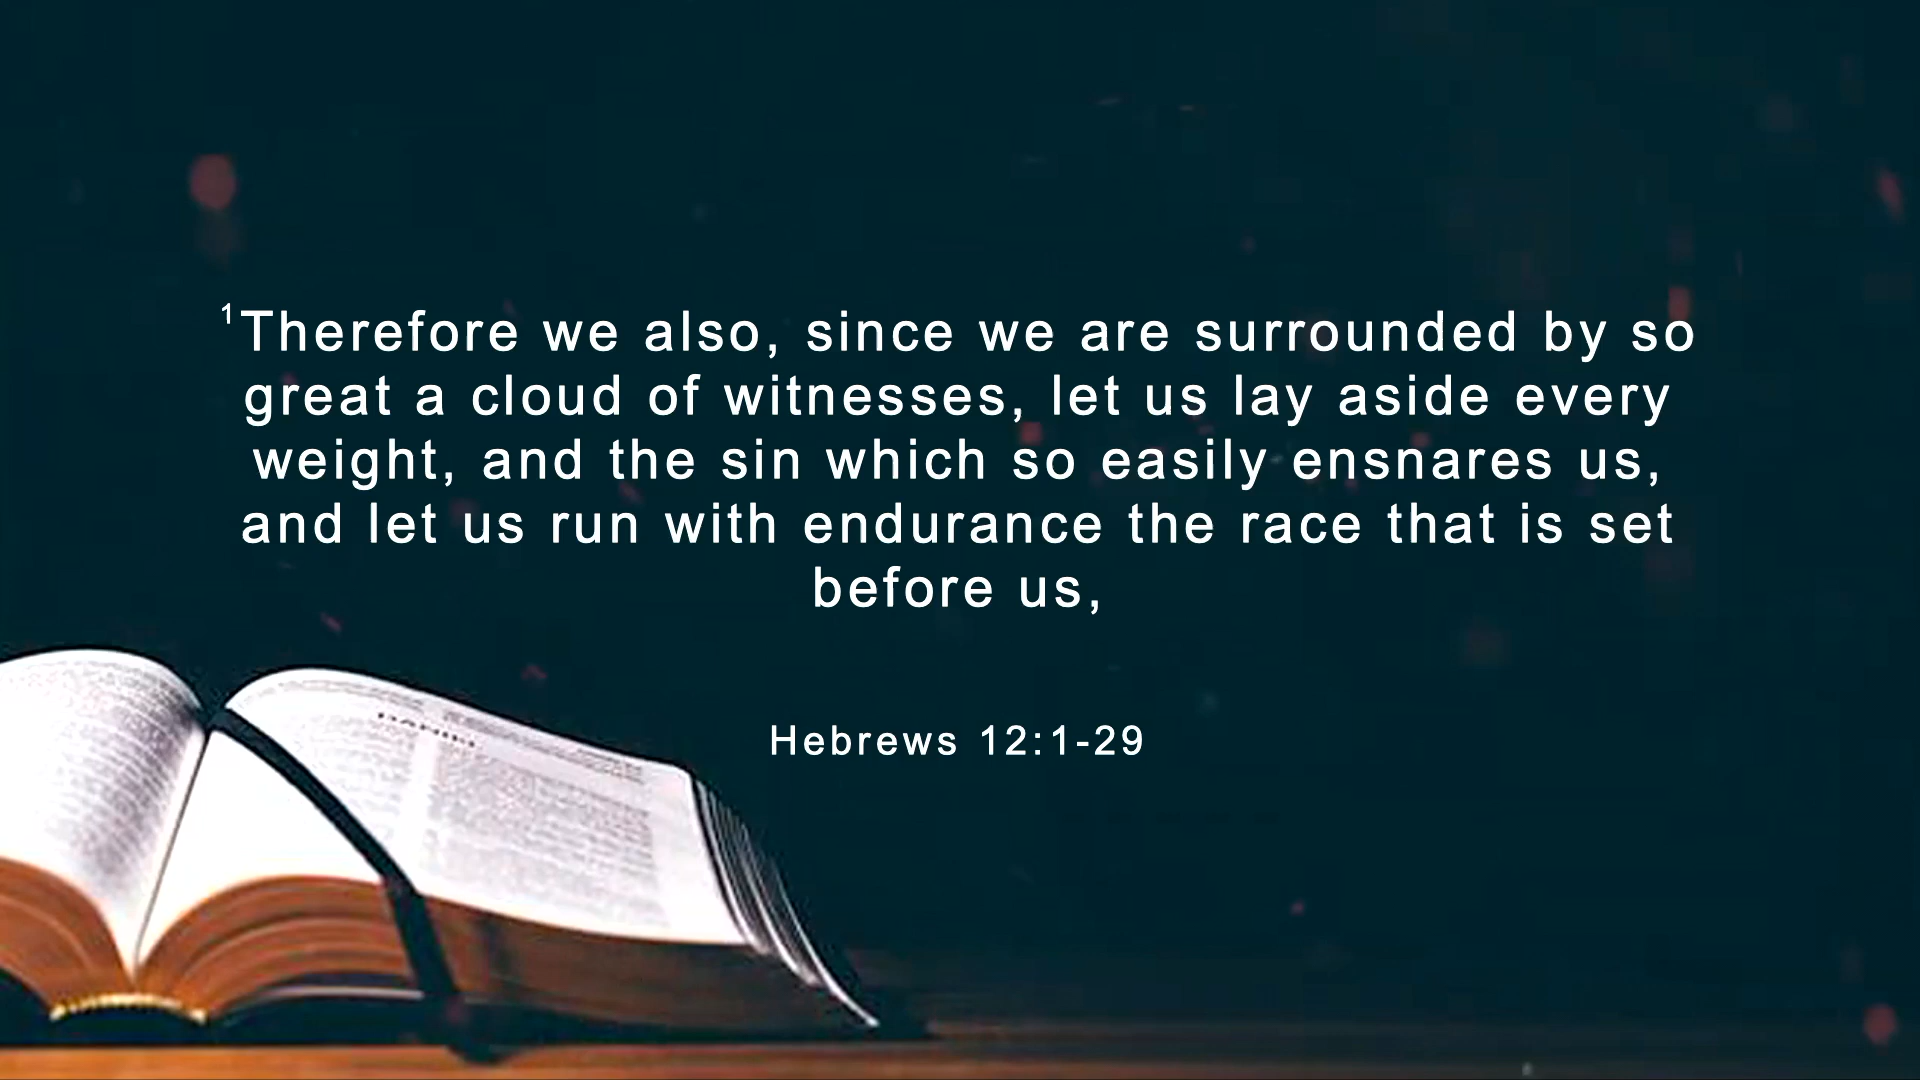 ¹Therefore we also, since we are surrounded by so
great a cloud of witnesses, let us lay aside every
weight, and the sin which so easily ensnares us,
and let us run with endurance the race that is set
before us,
Hebrews 12:1-29